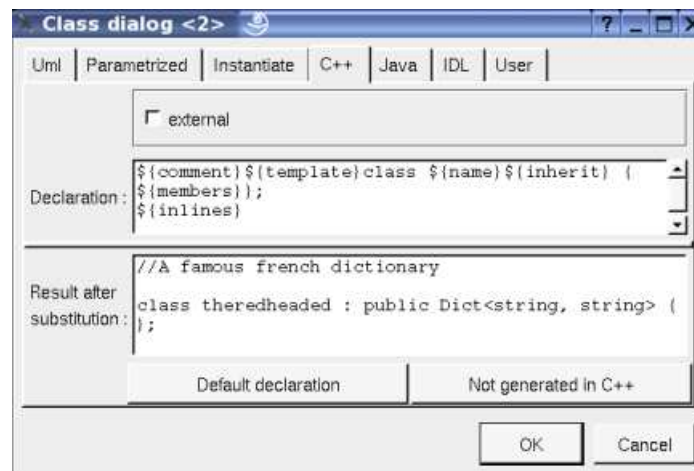 Class dialog <2>
? _ X
Uml Parametrized Instantiate C++ Java IDL User
external
Declaration :
${comment}${template}class ${name}${inherit} {
${members}};
${inlines}
Result after
substitution :
//A famous french dictionary
class theredheaded : public Dict<string, string> {
};
Default declaration Not generated in C++
OK Cancel